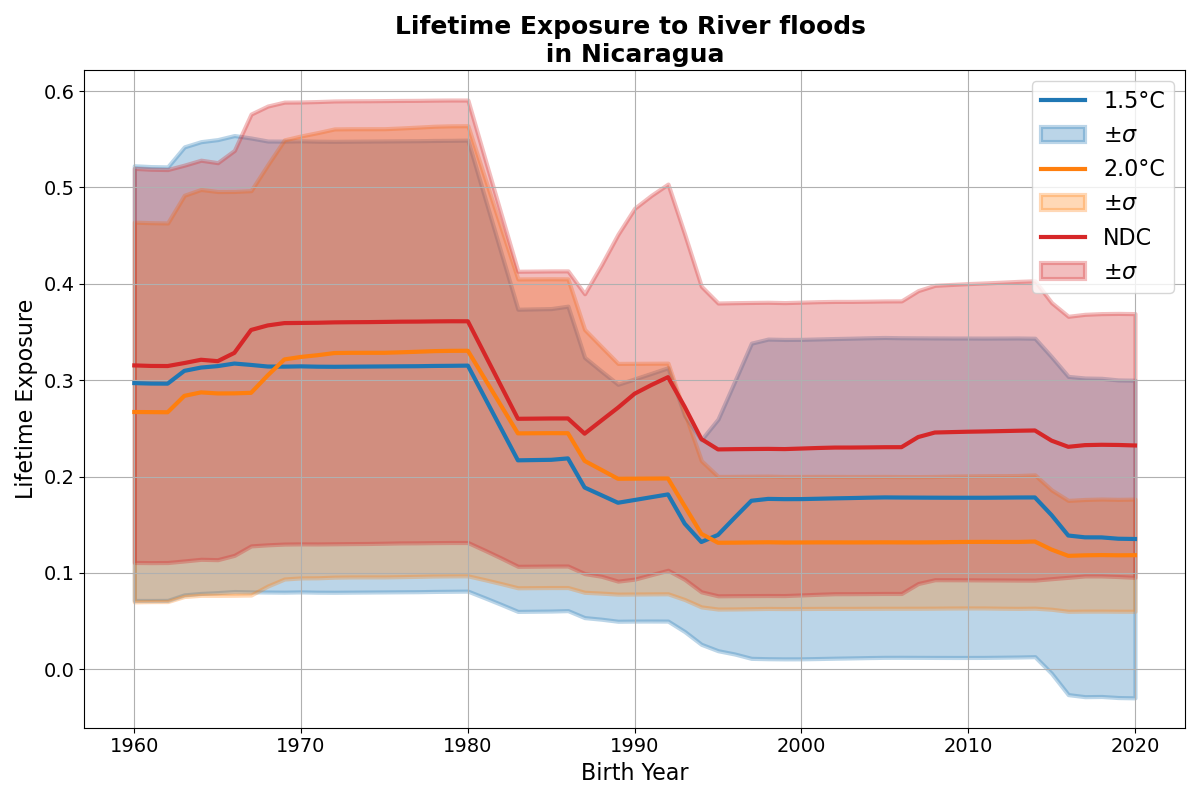 Lifetime Exposure to River floods
in Nicaragua
Lifetime Exposure
0.6
0.5
0.4
0.3
0.2
0.1
0.0
1960
1970
1980
1990
2000
2010
2020
Birth Year
1.5°C
±σ
2.0°C
±σ
NDC
±σ